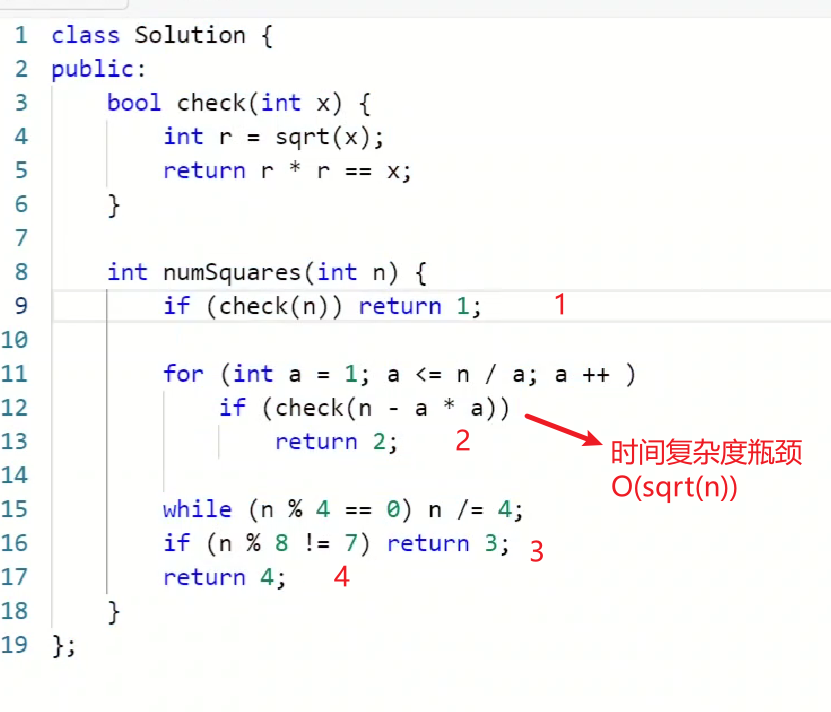 1 class Solution {
2 public:
3 bool check(int x) {
4 int r = sqrt(x);
5 return r * r == x;
6 }
7
8 int numSquares(int n) {
9 if (check(n)) return 1; 1
10
11 for (int a = 1; a <= n / a; a ++ )
12 if (check(n - a * a))
13 return 2; 2
时间复杂度瓶颈
O(sqrt(n))
14
15 while (n % 4 == 0) n /= 4;
16 if (n % 8 != 7) return 3; 3
17 return 4; 4
18 }
19 };